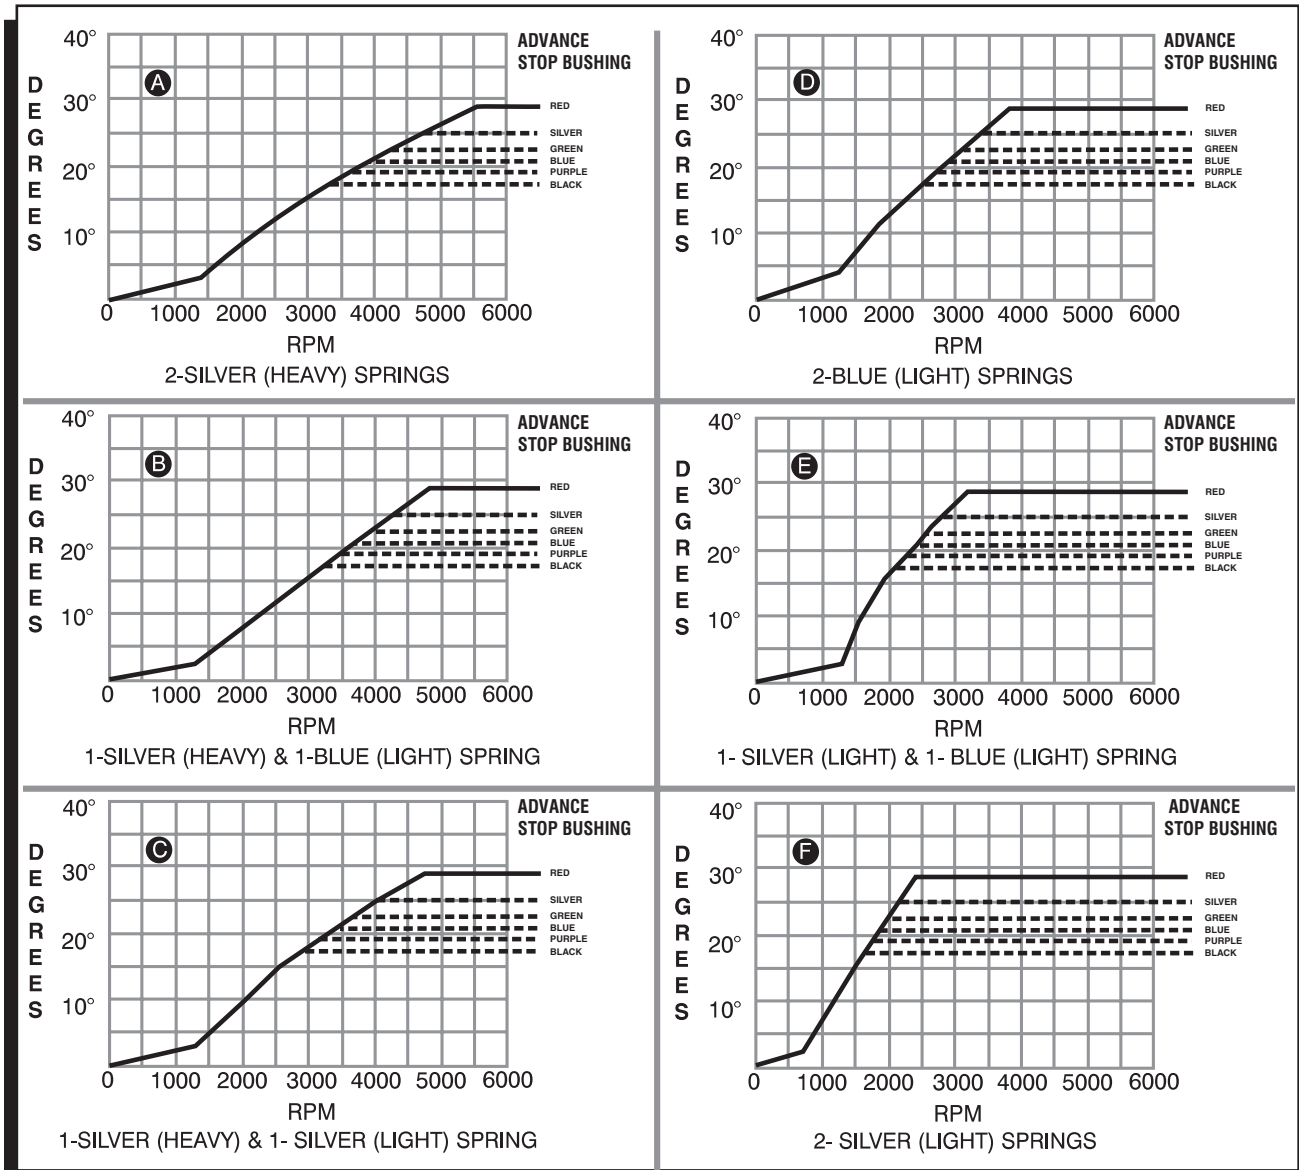 A
40°
30°
20°
10°
DEGREES
0 1000 2000 3000 4000 5000 6000
RPM
ADVANCE
STOP BUSHING
RED
SILVER
GREEN
BLUE
PURPLE
BLACK
2-SILVER (HEAVY) SPRINGS
D
40°
30°
20°
10°
DEGREES
0 1000 2000 3000 4000 5000 6000
RPM
ADVANCE
STOP BUSHING
RED
SILVER
GREEN
BLUE
PURPLE
BLACK
2-BLUE (LIGHT) SPRINGS
B
40°
30°
20°
10°
DEGREES
0 1000 2000 3000 4000 5000 6000
RPM
ADVANCE
STOP BUSHING
RED
SILVER
GREEN
BLUE
PURPLE
BLACK
1-SILVER (HEAVY) & 1-BLUE (LIGHT) SPRING
E
40°
30°
20°
10°
DEGREES
0 1000 2000 3000 4000 5000 6000
RPM
ADVANCE
STOP BUSHING
RED
SILVER
GREEN
BLUE
PURPLE
BLACK
1- SILVER (LIGHT) & 1- BLUE (LIGHT) SPRING
C
40°
30°
20°
10°
DEGREES
0 1000 2000 3000 4000 5000 6000
RPM
ADVANCE
STOP BUSHING
RED
SILVER
GREEN
BLUE
PURPLE
BLACK
1-SILVER (HEAVY) & 1- SILVER (LIGHT) SPRING
F
40°
30°
20°
10°
DEGREES
0 1000 2000 3000 4000 5000 6000
RPM
ADVANCE
STOP BUSHING
RED
SILVER
GREEN
BLUE
PURPLE
BLACK
2- SILVER (LIGHT) SPRINGS